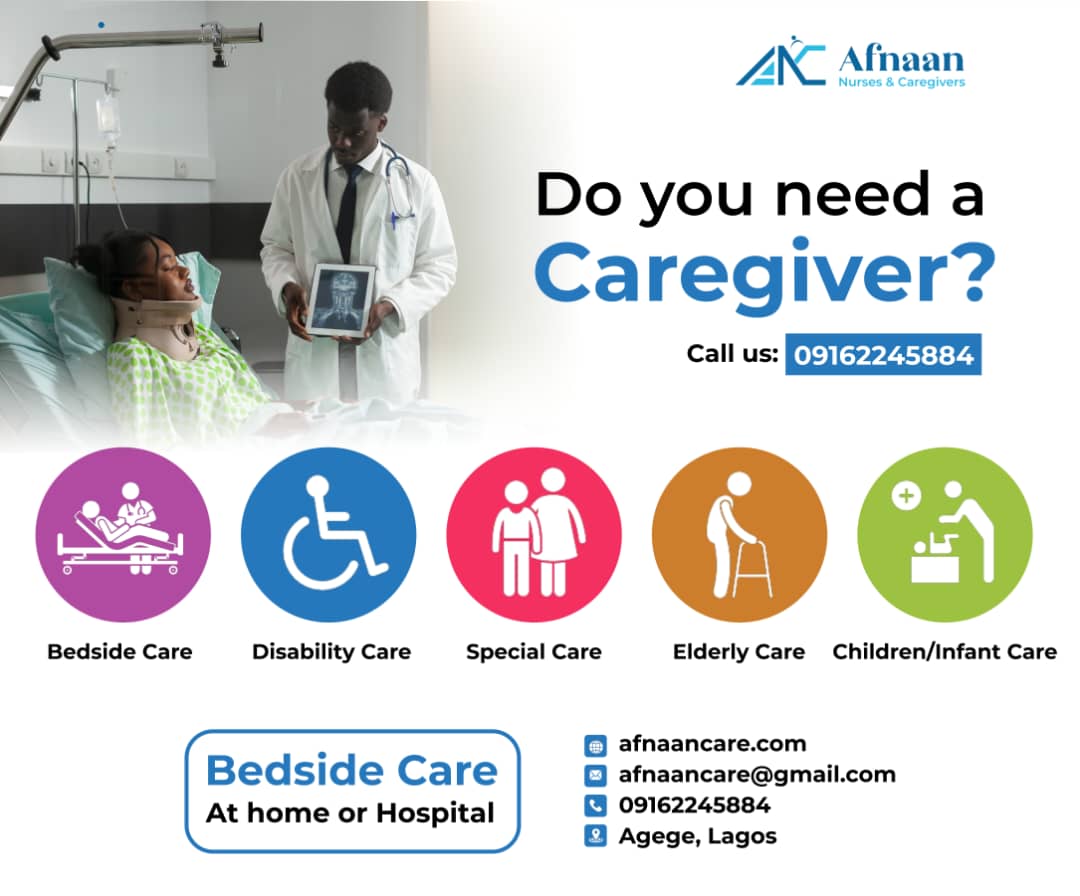 Afnaan
Nurses & Caregivers
Do you need a
Caregiver?
Call us: 09162245884
Bedside Care
Disability Care
Special Care
Elderly Care
Children/Infant Care
Bedside Care
At home or Hospital
afnaancare.com
afnaancare@gmail.com
09162245884
Agege, Lagos